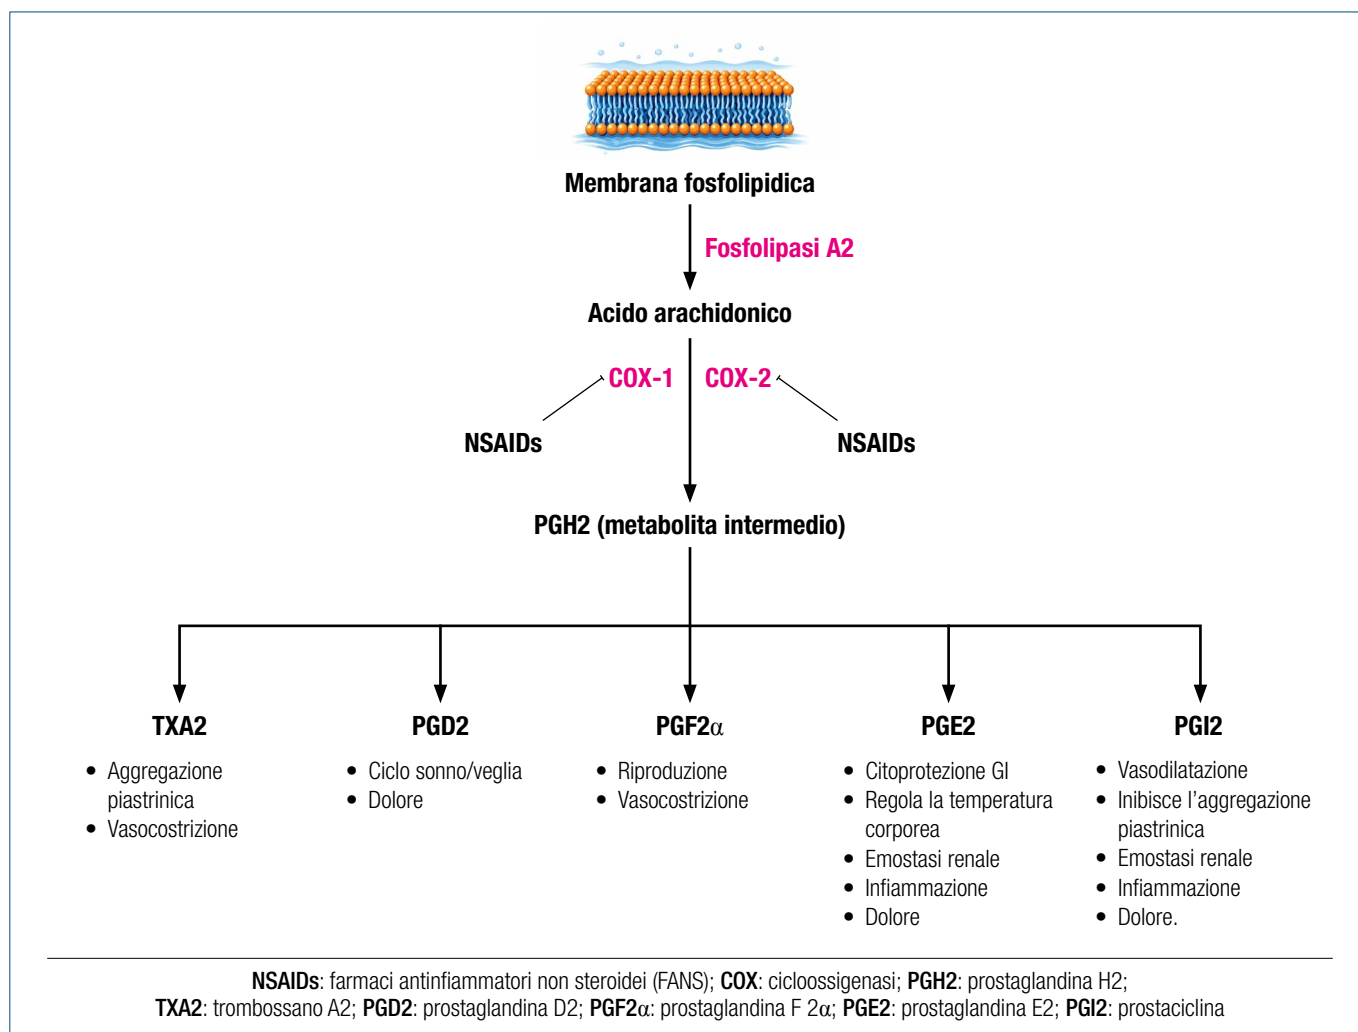 Membrana fosfolipidica
Fosfolipasi A2
Acido arachidonico
COX-1 COX-2
NSAIDs NSAIDs
PGH2 (metabolita intermedio)
TXA2
• Aggregazione
piastrinica
• Vasocostrizione
PGD2
• Ciclo sonno/veglia
• Dolore
PGF2α
• Riproduzione
• Vasocostrizione
PGE2
• Citoprotezione GI
• Regola la temperatura
corporea
• Emostasi renale
• Infiammazione
• Dolore
PGI2
• Vasodilatazione
• Inibisce l’aggregazione
piastrinica
• Emostasi renale
• Infiammazione
• Dolore.
NSAIDs: farmaci antinfiammatori non steroidei (FANS); COX: cicloossigenasi; PGH2: prostaglandina H2;
TXA2: trombossano A2; PGD2: prostaglandina D2; PGF2α: prostaglandina F 2α; PGE2: prostaglandina E2; PGI2: prostaciclina